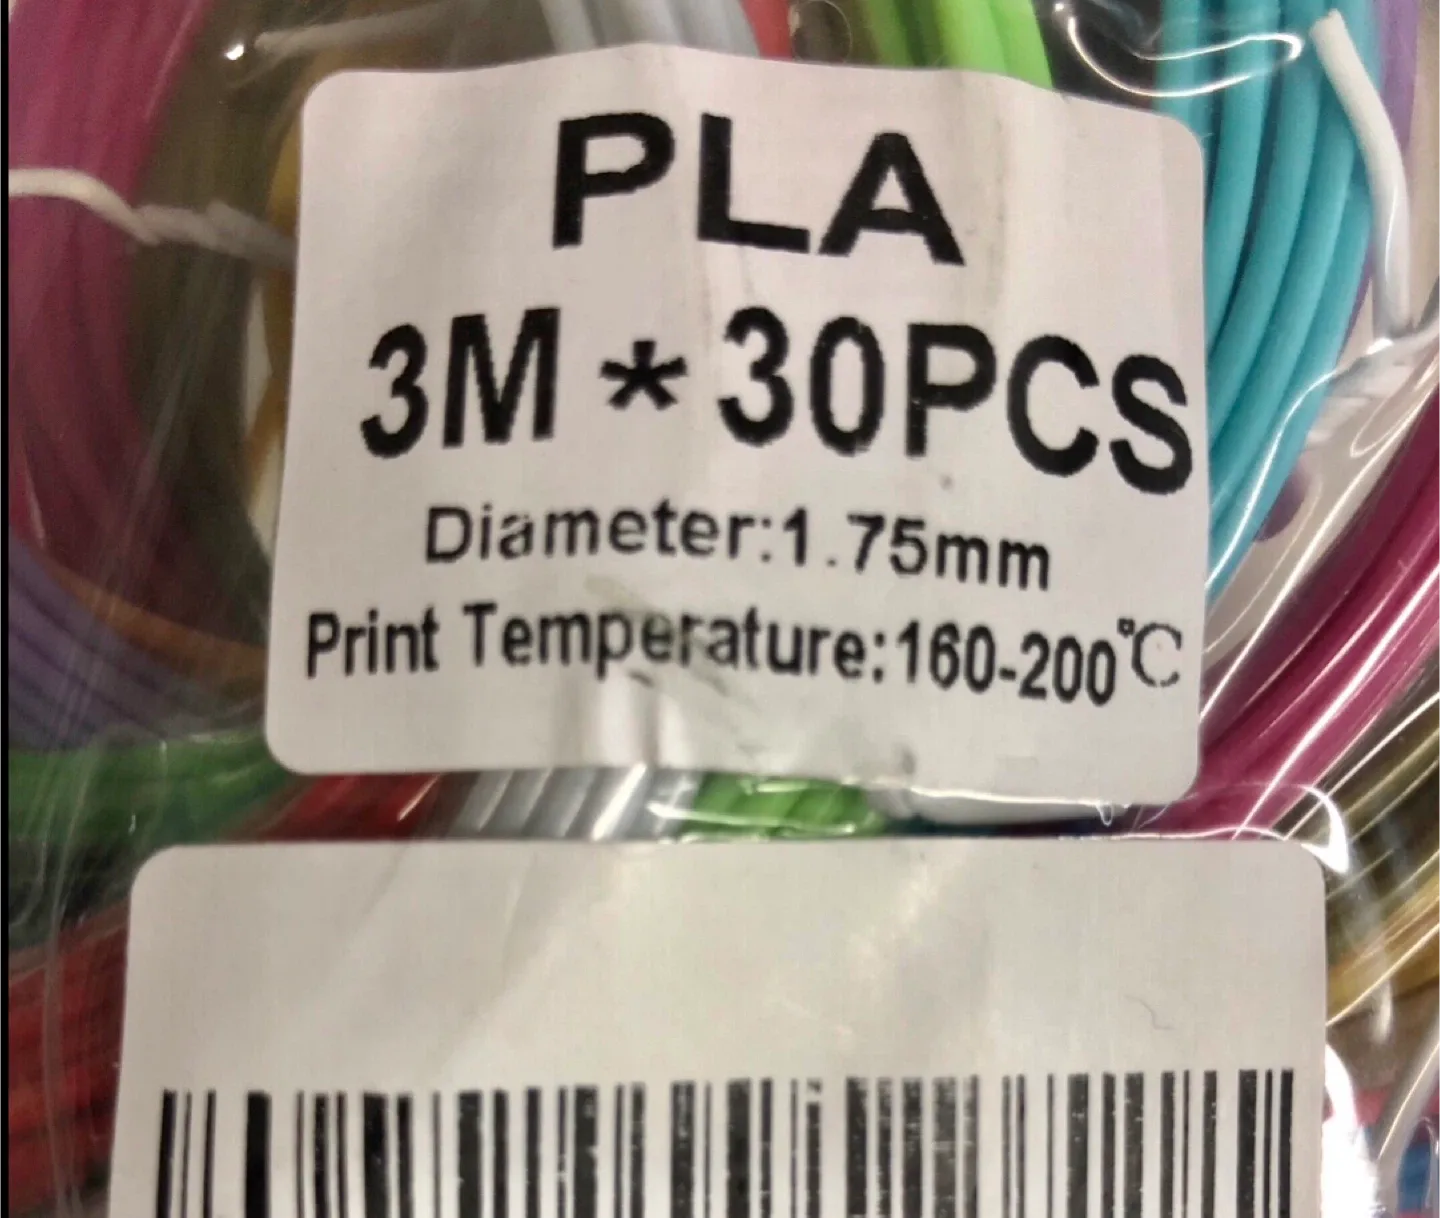 PLA
3M * 30PCS
Diameter:1.75mm
Print Temperature:160-200℃